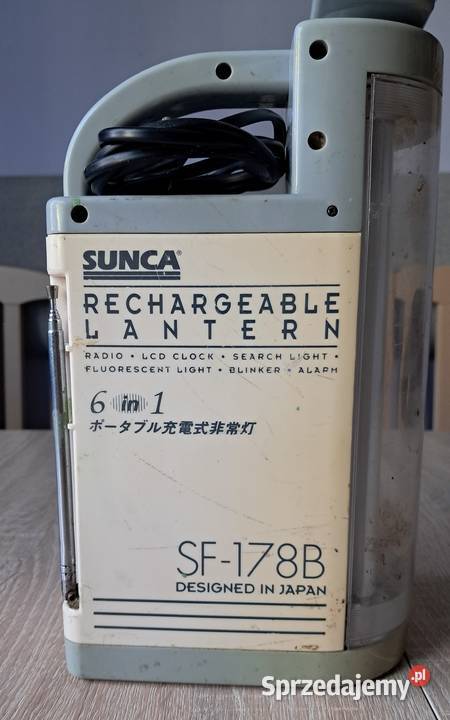 SUNCA®
RECHARGEABLE
LANTERN
RADIO • LCD CLOCK • SEARCH LIGHT •
FLUORESCENT LIGHT • BLINKER • ALARM
6 in 1
ポータブル充電式非常灯
SF-178B
DESIGNED IN JAPAN
Sprzedajemy.pl